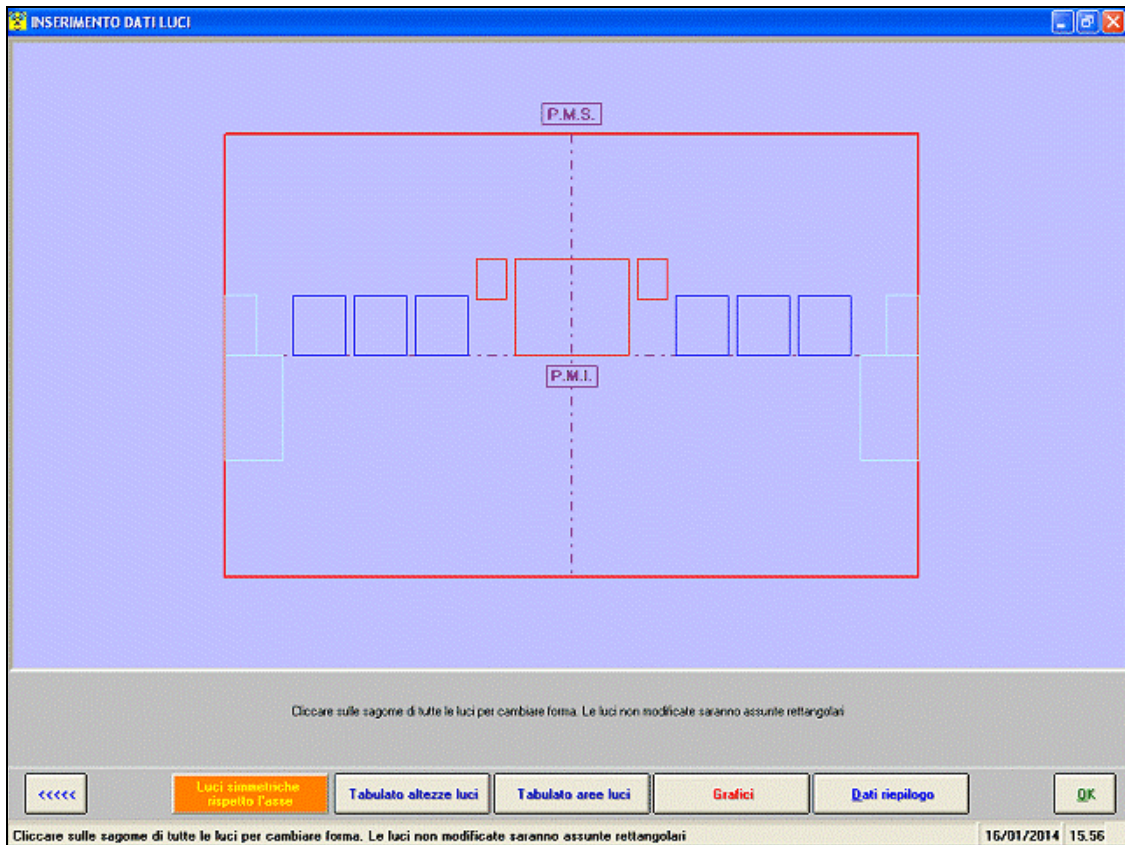 INSERIMENTO DATI LUCI
P.M.S.
P.M.I.
Cliccare sulle sagome di tutte le luci per cambiare forma. Le luci non modificate saranno assunte rettangolari
<<<<<
Luci simmetriche
rispetto l'asse
Tabulato altezze luci
Tabulato aree luci
Grafici
Dati riepilogo
OK
Cliccare sulle sagome di tutte le luci per cambiare forma. Le luci non modificate saranno assunte rettangolari
16/01/2014
15.56